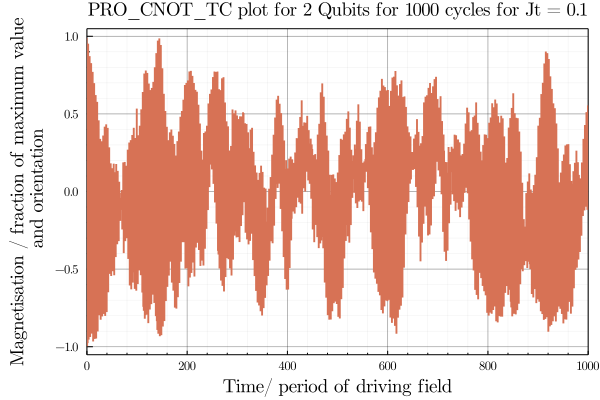 PRO_CNOT_TC plot for 2 Qubits for 1000 cycles for Jt = 0.1
Magnetisation / fraction of maximum value
and orientation
1.0
0.5
0.0
−0.5
−1.0
0 200 400 600 800 1000
Time/ period of driving field